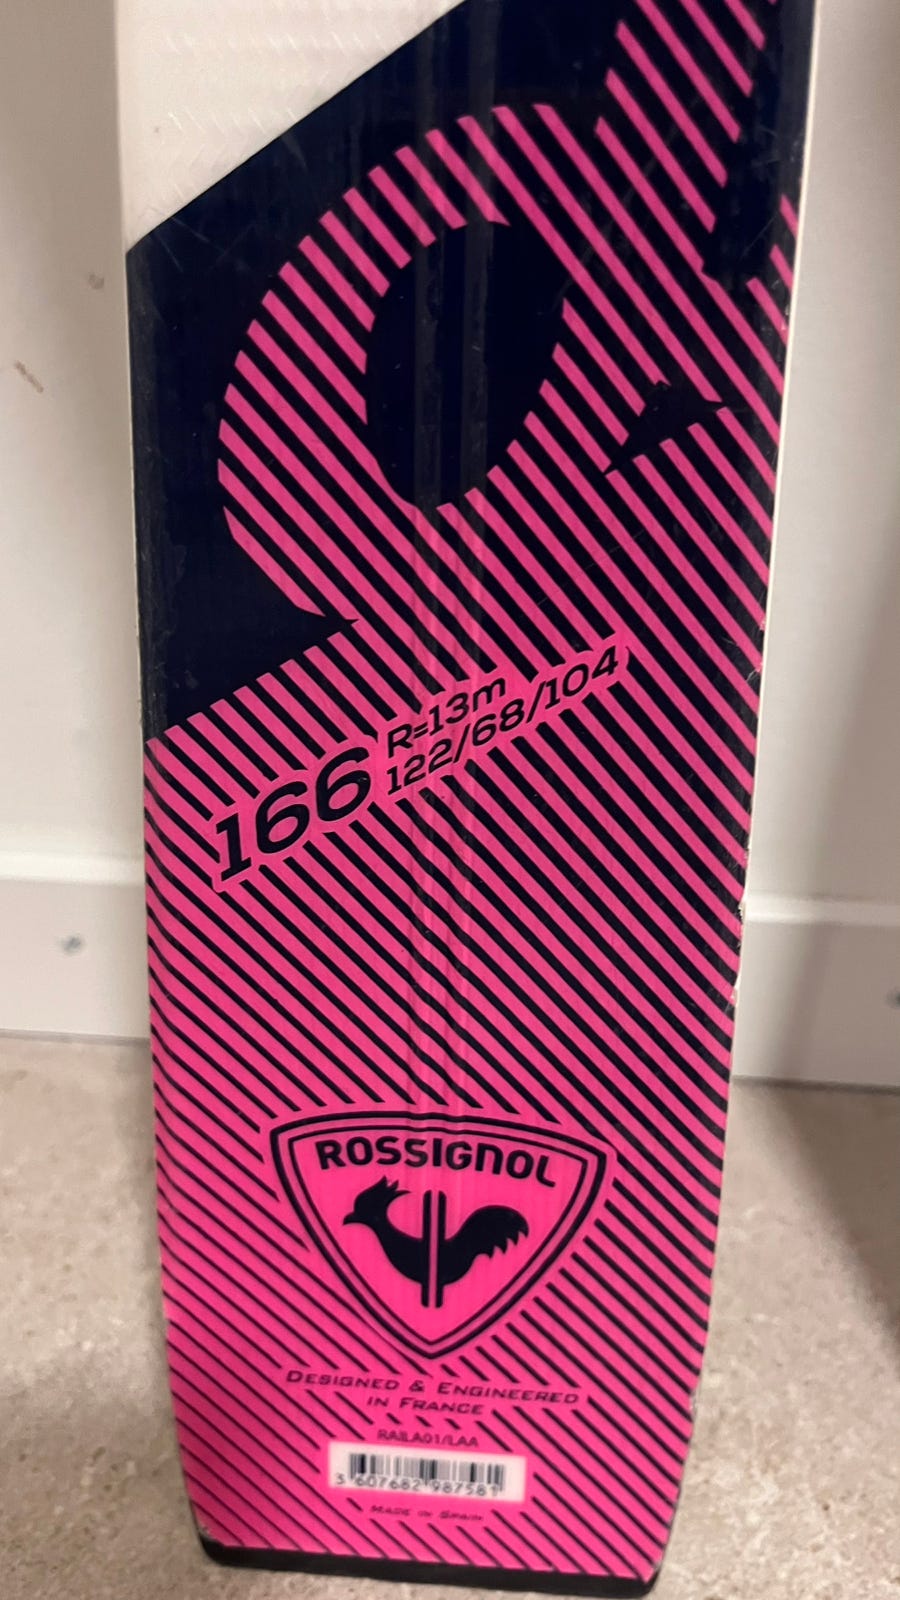 166
R=13m
122/68/104
ROSSIGNOL
DESIGNED & ENGINEERED
IN FRANCE
RAILA01/LAA
3 607682 987581
MADE IN SPAIN